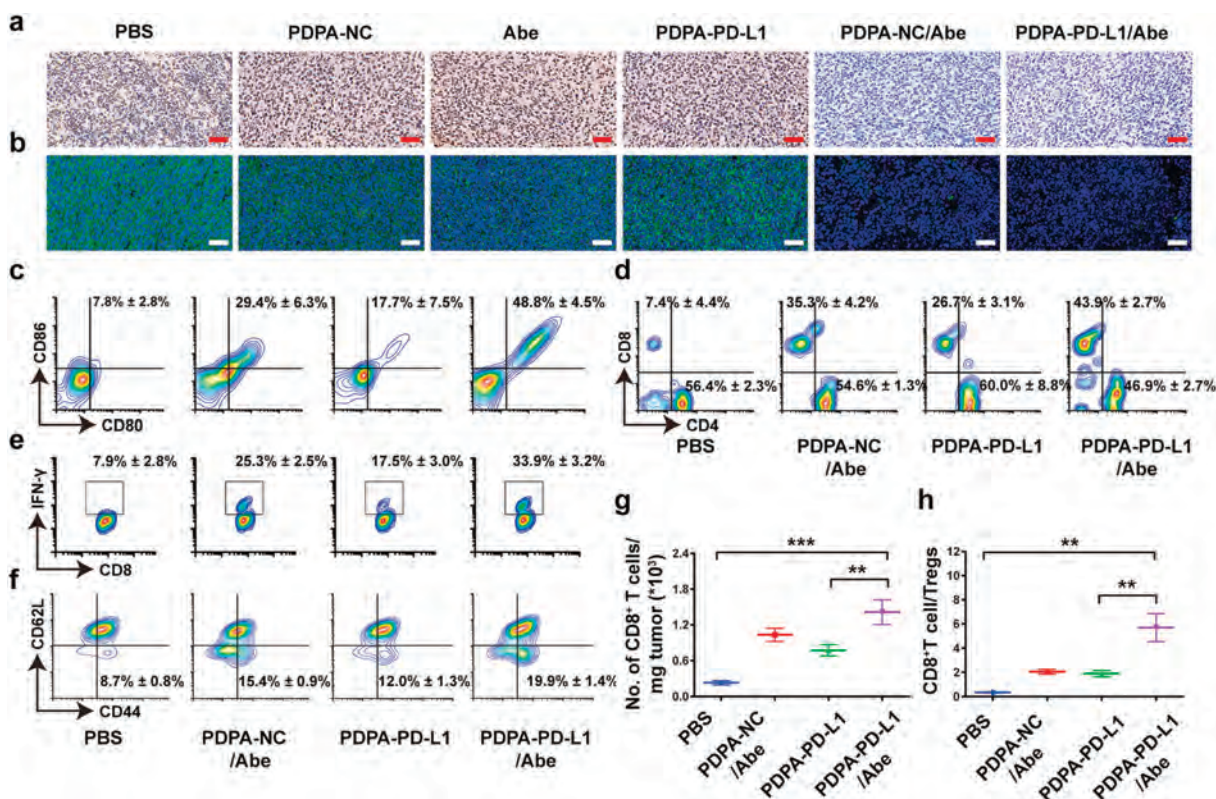 a
PBS PDPA-NC Abe PDPA-PD-L1 PDPA-NC/Abe PDPA-PD-L1/Abe
b
c
7.8% ± 2.8% 29.4% ± 6.3% 17.7% ± 7.5% 48.8% ± 4.5%
CD86
CD80
d
7.4% ± 4.4% 35.3% ± 4.2% 26.7% ± 3.1% 43.9% ± 2.7%
CD8
56.4% ± 2.3% 54.6% ± 1.3% 60.0% ± 8.8% 46.9% ± 2.7%
CD4
PBS PDPA-NC PDPA-PD-L1 PDPA-PD-L1
/Abe /Abe
e
7.9% ± 2.8% 25.3% ± 2.5% 17.5% ± 3.0% 33.9% ± 3.2%
IFN-γ
CD8
f
CD62L
8.7% ± 0.8% 15.4% ± 0.9% 12.0% ± 1.3% 19.9% ± 1.4%
CD44
PBS PDPA-NC PDPA-PD-L1 PDPA-PD-L1
/Abe /Abe
g
No. of CD8⁺ T cells/
mg tumor (*10³)
2.4
1.8
1.2
0.6
0.0
***
**
PBS
PDPA-NC
/Abe
PDPA-PD-L1
PDPA-PD-L1
/Abe
h
CD8⁺T cell/Tregs
12
10
8
6
4
2
0
**
**
PBS
PDPA-NC
/Abe
PDPA-PD-L1
PDPA-PD-L1
/Abe